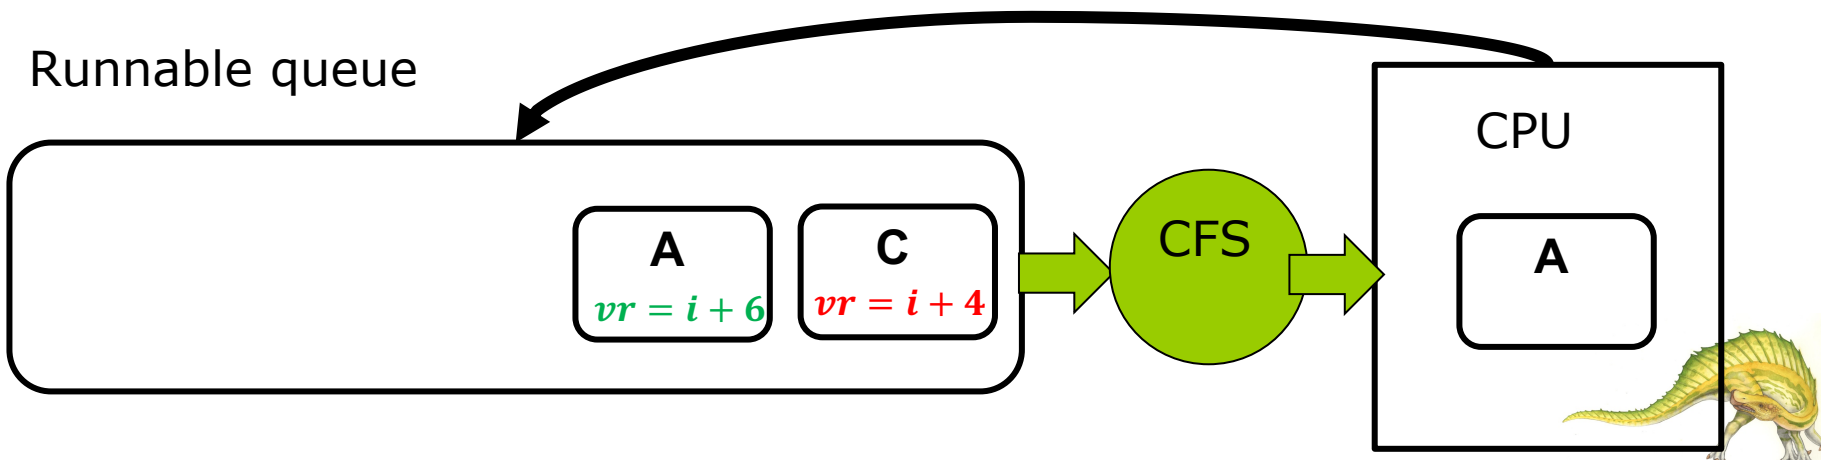 Runnable queue
CPU
A
vr = i + 6
C
vr = i + 4
CFS
A